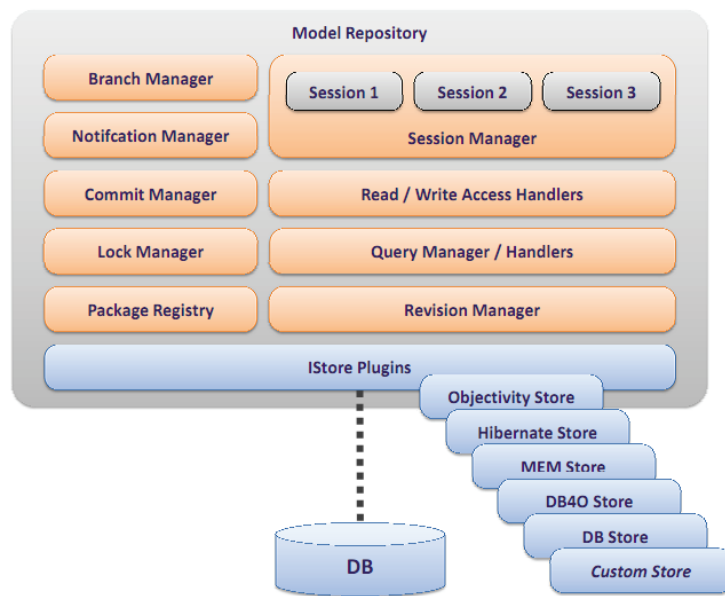 Model Repository
Branch Manager
Session 1
Session 2
Session 3
Notifcation Manager
Session Manager
Commit Manager
Read / Write Access Handlers
Lock Manager
Query Manager / Handlers
Package Registry
Revision Manager
IStore Plugins
Objectivity Store
Hibernate Store
MEM Store
DB4O Store
DB Store
Custom Store
DB